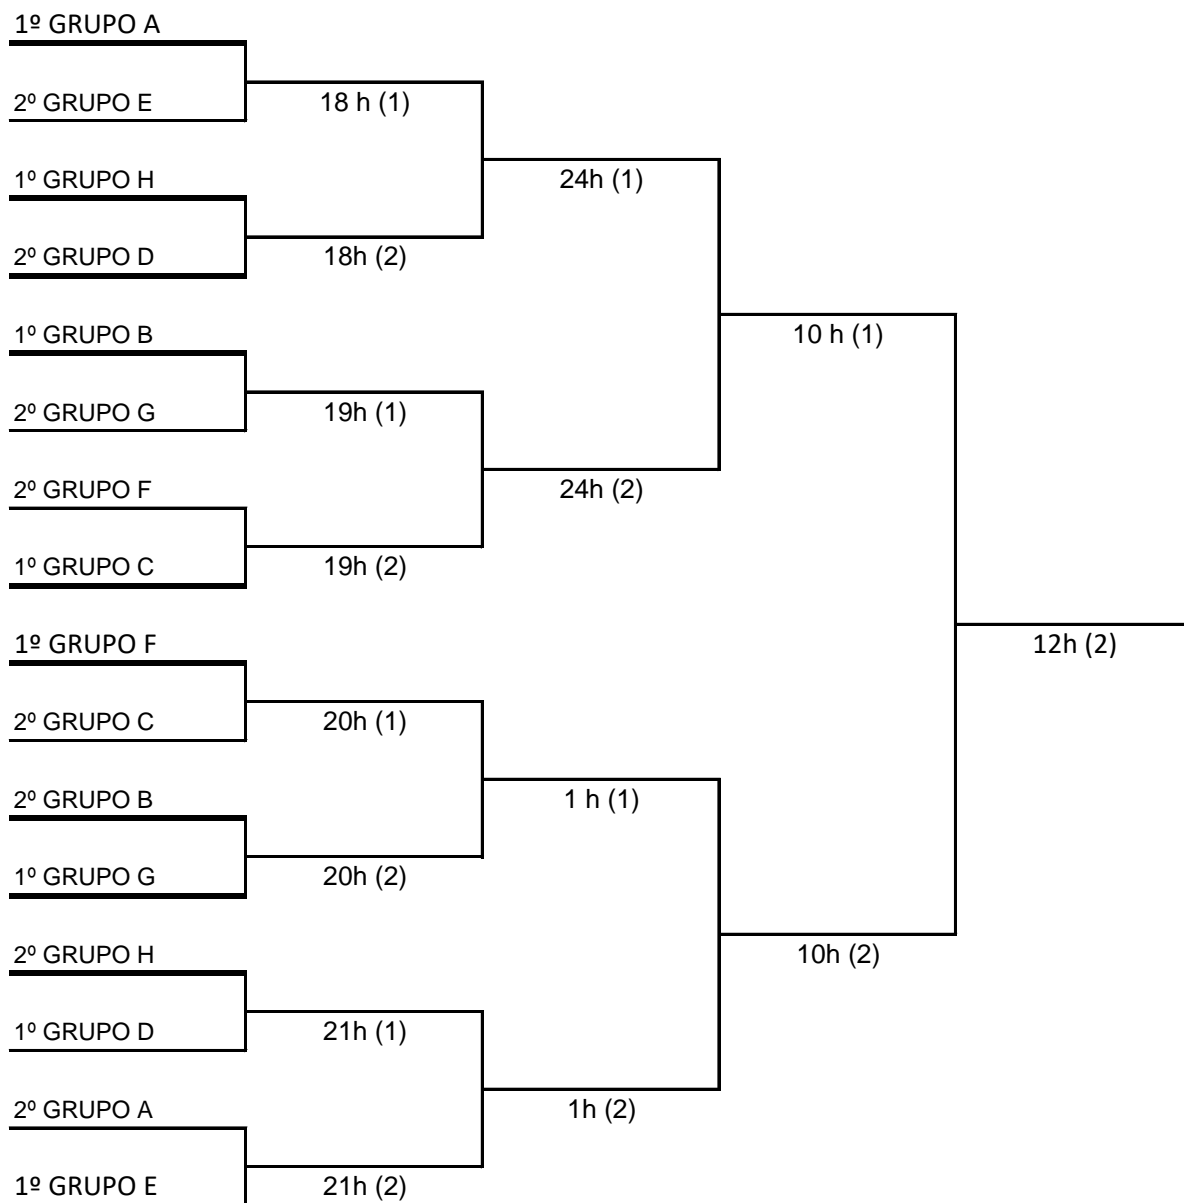 1º GRUPO A
2º GRUPO E
18 h (1)
1º GRUPO H
24h (1)
2º GRUPO D
18h (2)
1º GRUPO B
10 h (1)
2º GRUPO G
19h (1)
2º GRUPO F
24h (2)
1º GRUPO C
19h (2)
1º GRUPO F
12h (2)
2º GRUPO C
20h (1)
2º GRUPO B
1 h (1)
1º GRUPO G
20h (2)
2º GRUPO H
10h (2)
1º GRUPO D
21h (1)
2º GRUPO A
1h (2)
1º GRUPO E
21h (2)